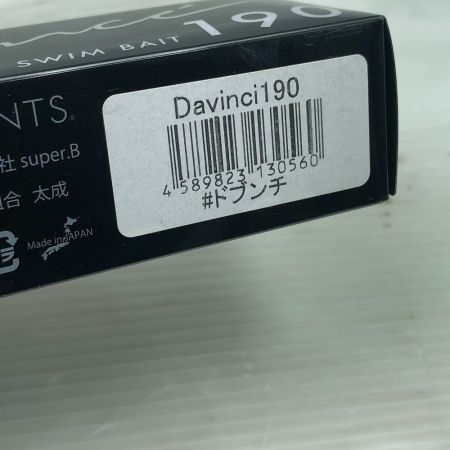 190
SWIM BAIT
NTS
Davinci190
4 589823 130560
#ドブンチ
社 super.B
合 太成
Made in JAPAN